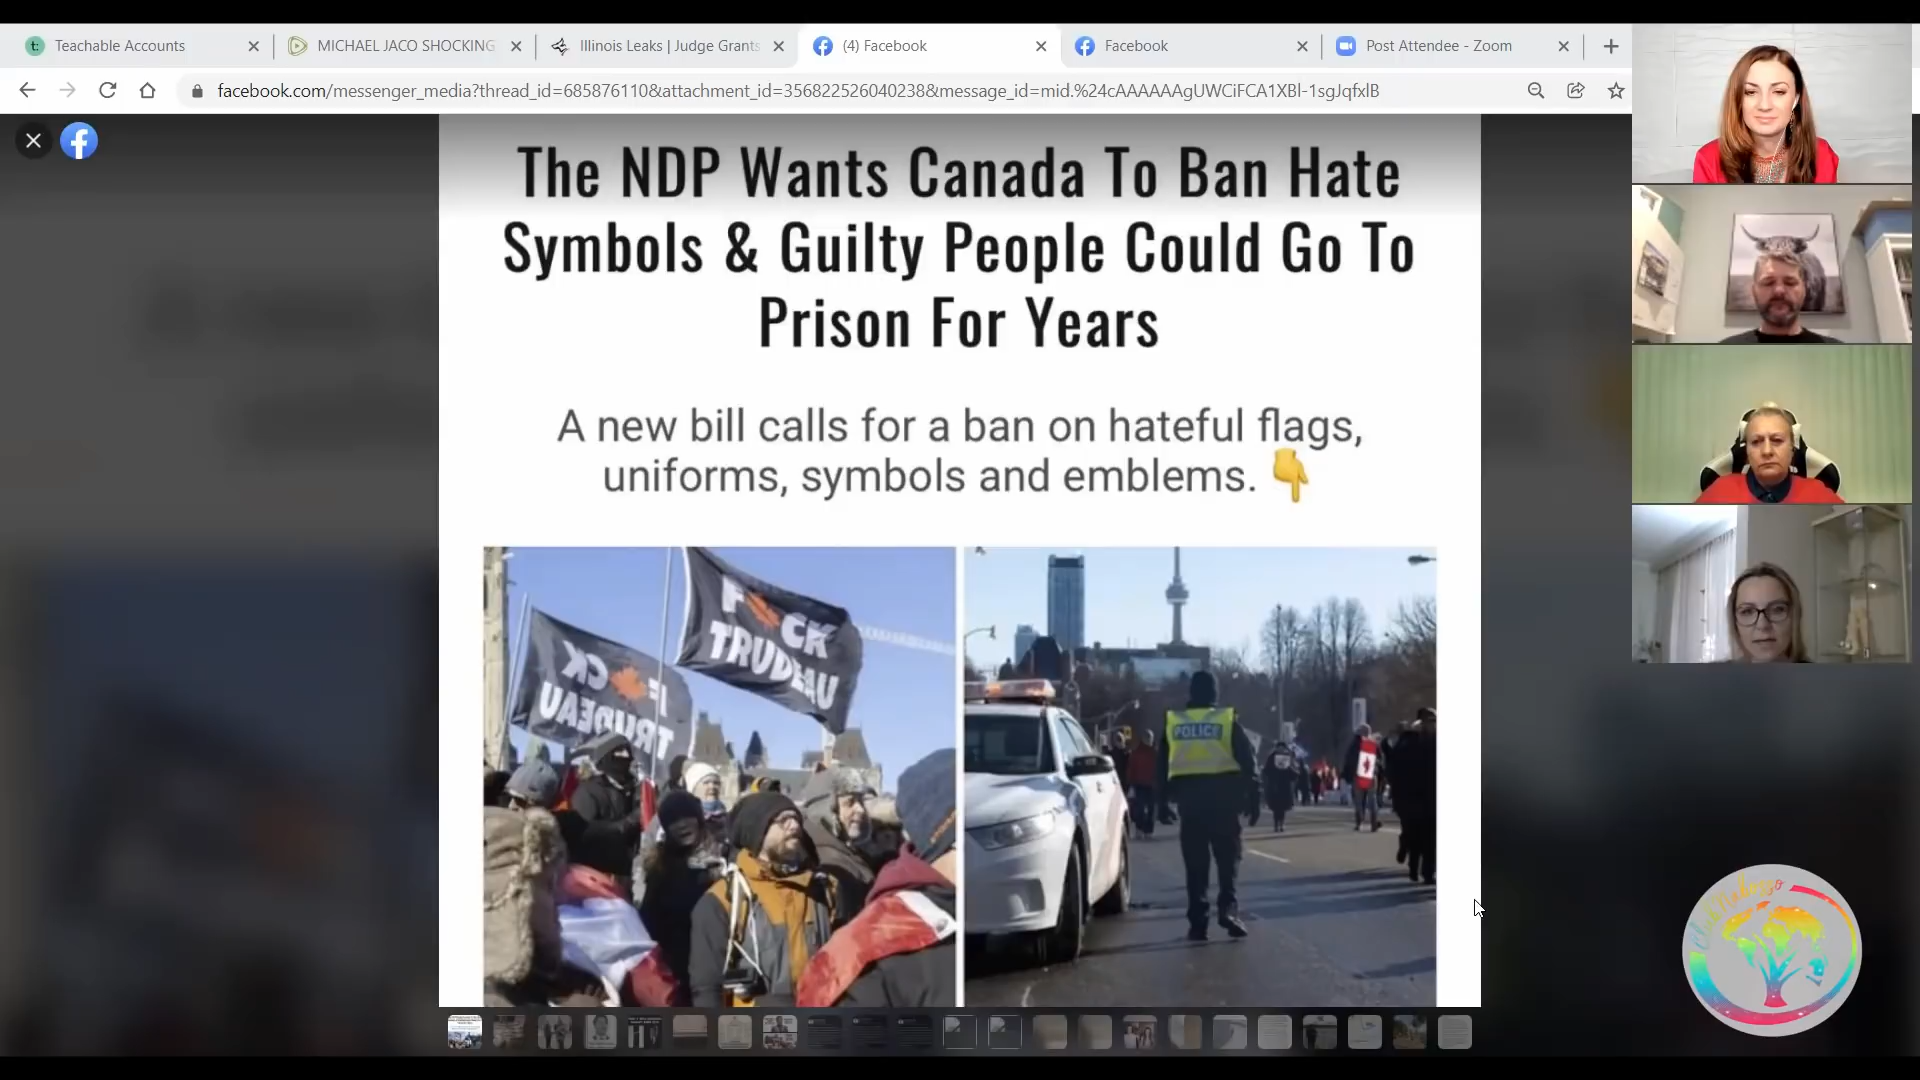 Teachable Accounts
MICHAEL JACO SHOCKING
Illinois Leaks | Judge Grants
(4) Facebook
Facebook
Post Attendee - Zoom
facebook.com/messenger_media?thread_id=685876110&attachment_id=356822526040238&message_id=mid.%24cAAAAAAgUWCiFCA1XBl-1sgJqfxlB
The NDP Wants Canada To Ban Hate
Symbols & Guilty People Could Go To
Prison For Years
A new bill calls for a ban on hateful flags,
uniforms, symbols and emblems. 👇
F CK
TRUDEAU
F CK
TRUDEAU
POLICE